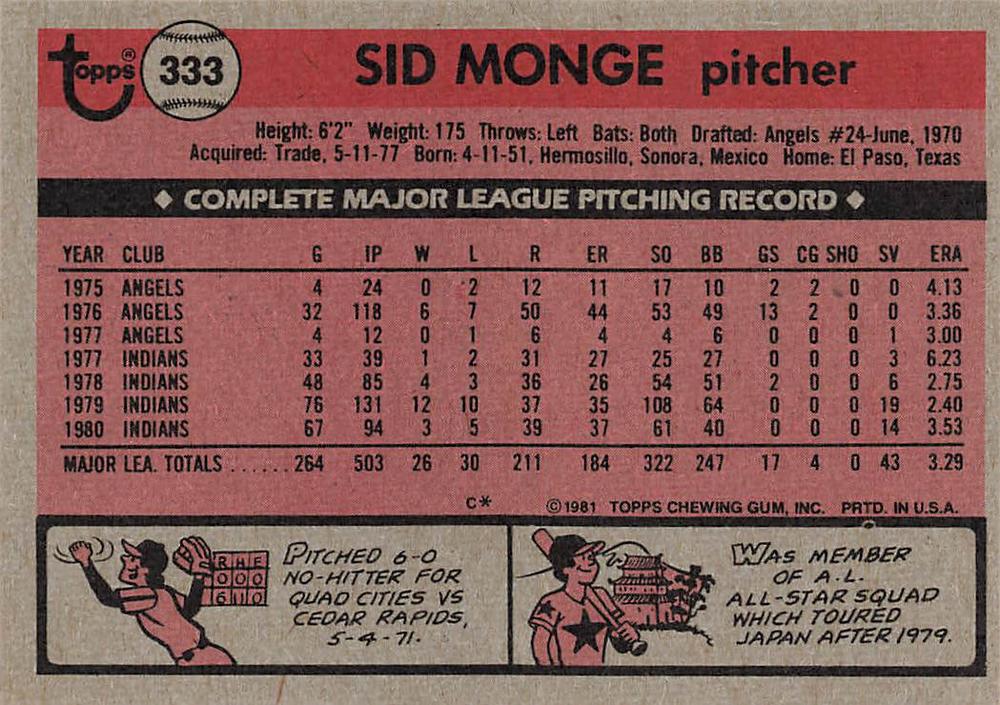 Topps® 333 SID MONGE pitcher
Height: 6'2" Weight: 175 Throws: Left Bats: Both Drafted: Angels #24-June, 1970
Acquired: Trade, 5-11-77 Born: 4-11-51, Hermosillo, Sonora, Mexico Home: El Paso, Texas
◆ COMPLETE MAJOR LEAGUE PITCHING RECORD ◆
YEAR CLUB G IP W L R ER SO BB GS CG SHO SV ERA
1975 ANGELS 4 24 0 2 12 11 17 10 2 2 0 0 4.13
1976 ANGELS 32 118 6 7 50 44 53 49 13 2 0 0 3.36
1977 ANGELS 4 12 0 1 6 4 4 6 0 0 0 1 3.00
1977 INDIANS 33 39 1 2 31 27 25 27 0 0 0 3 6.23
1978 INDIANS 48 85 4 3 36 26 54 51 2 0 0 6 2.75
1979 INDIANS 76 131 12 10 37 35 108 64 0 0 0 19 2.40
1980 INDIANS 67 94 3 5 39 37 61 40 0 0 0 14 3.53
MAJOR LEA. TOTALS ......264 503 26 30 211 184 322 247 17 4 0 43 3.29
C* ©1981 TOPPS CHEWING GUM, INC. PRTD. IN U.S.A.
R H E
0 0 0
6 11 0
PITCHED 6-0
NO-HITTER FOR
QUAD CITIES VS
CEDAR RAPIDS,
5-4-71.
WAS MEMBER
OF A.L.
ALL-STAR SQUAD
WHICH TOURED
JAPAN AFTER 1979.